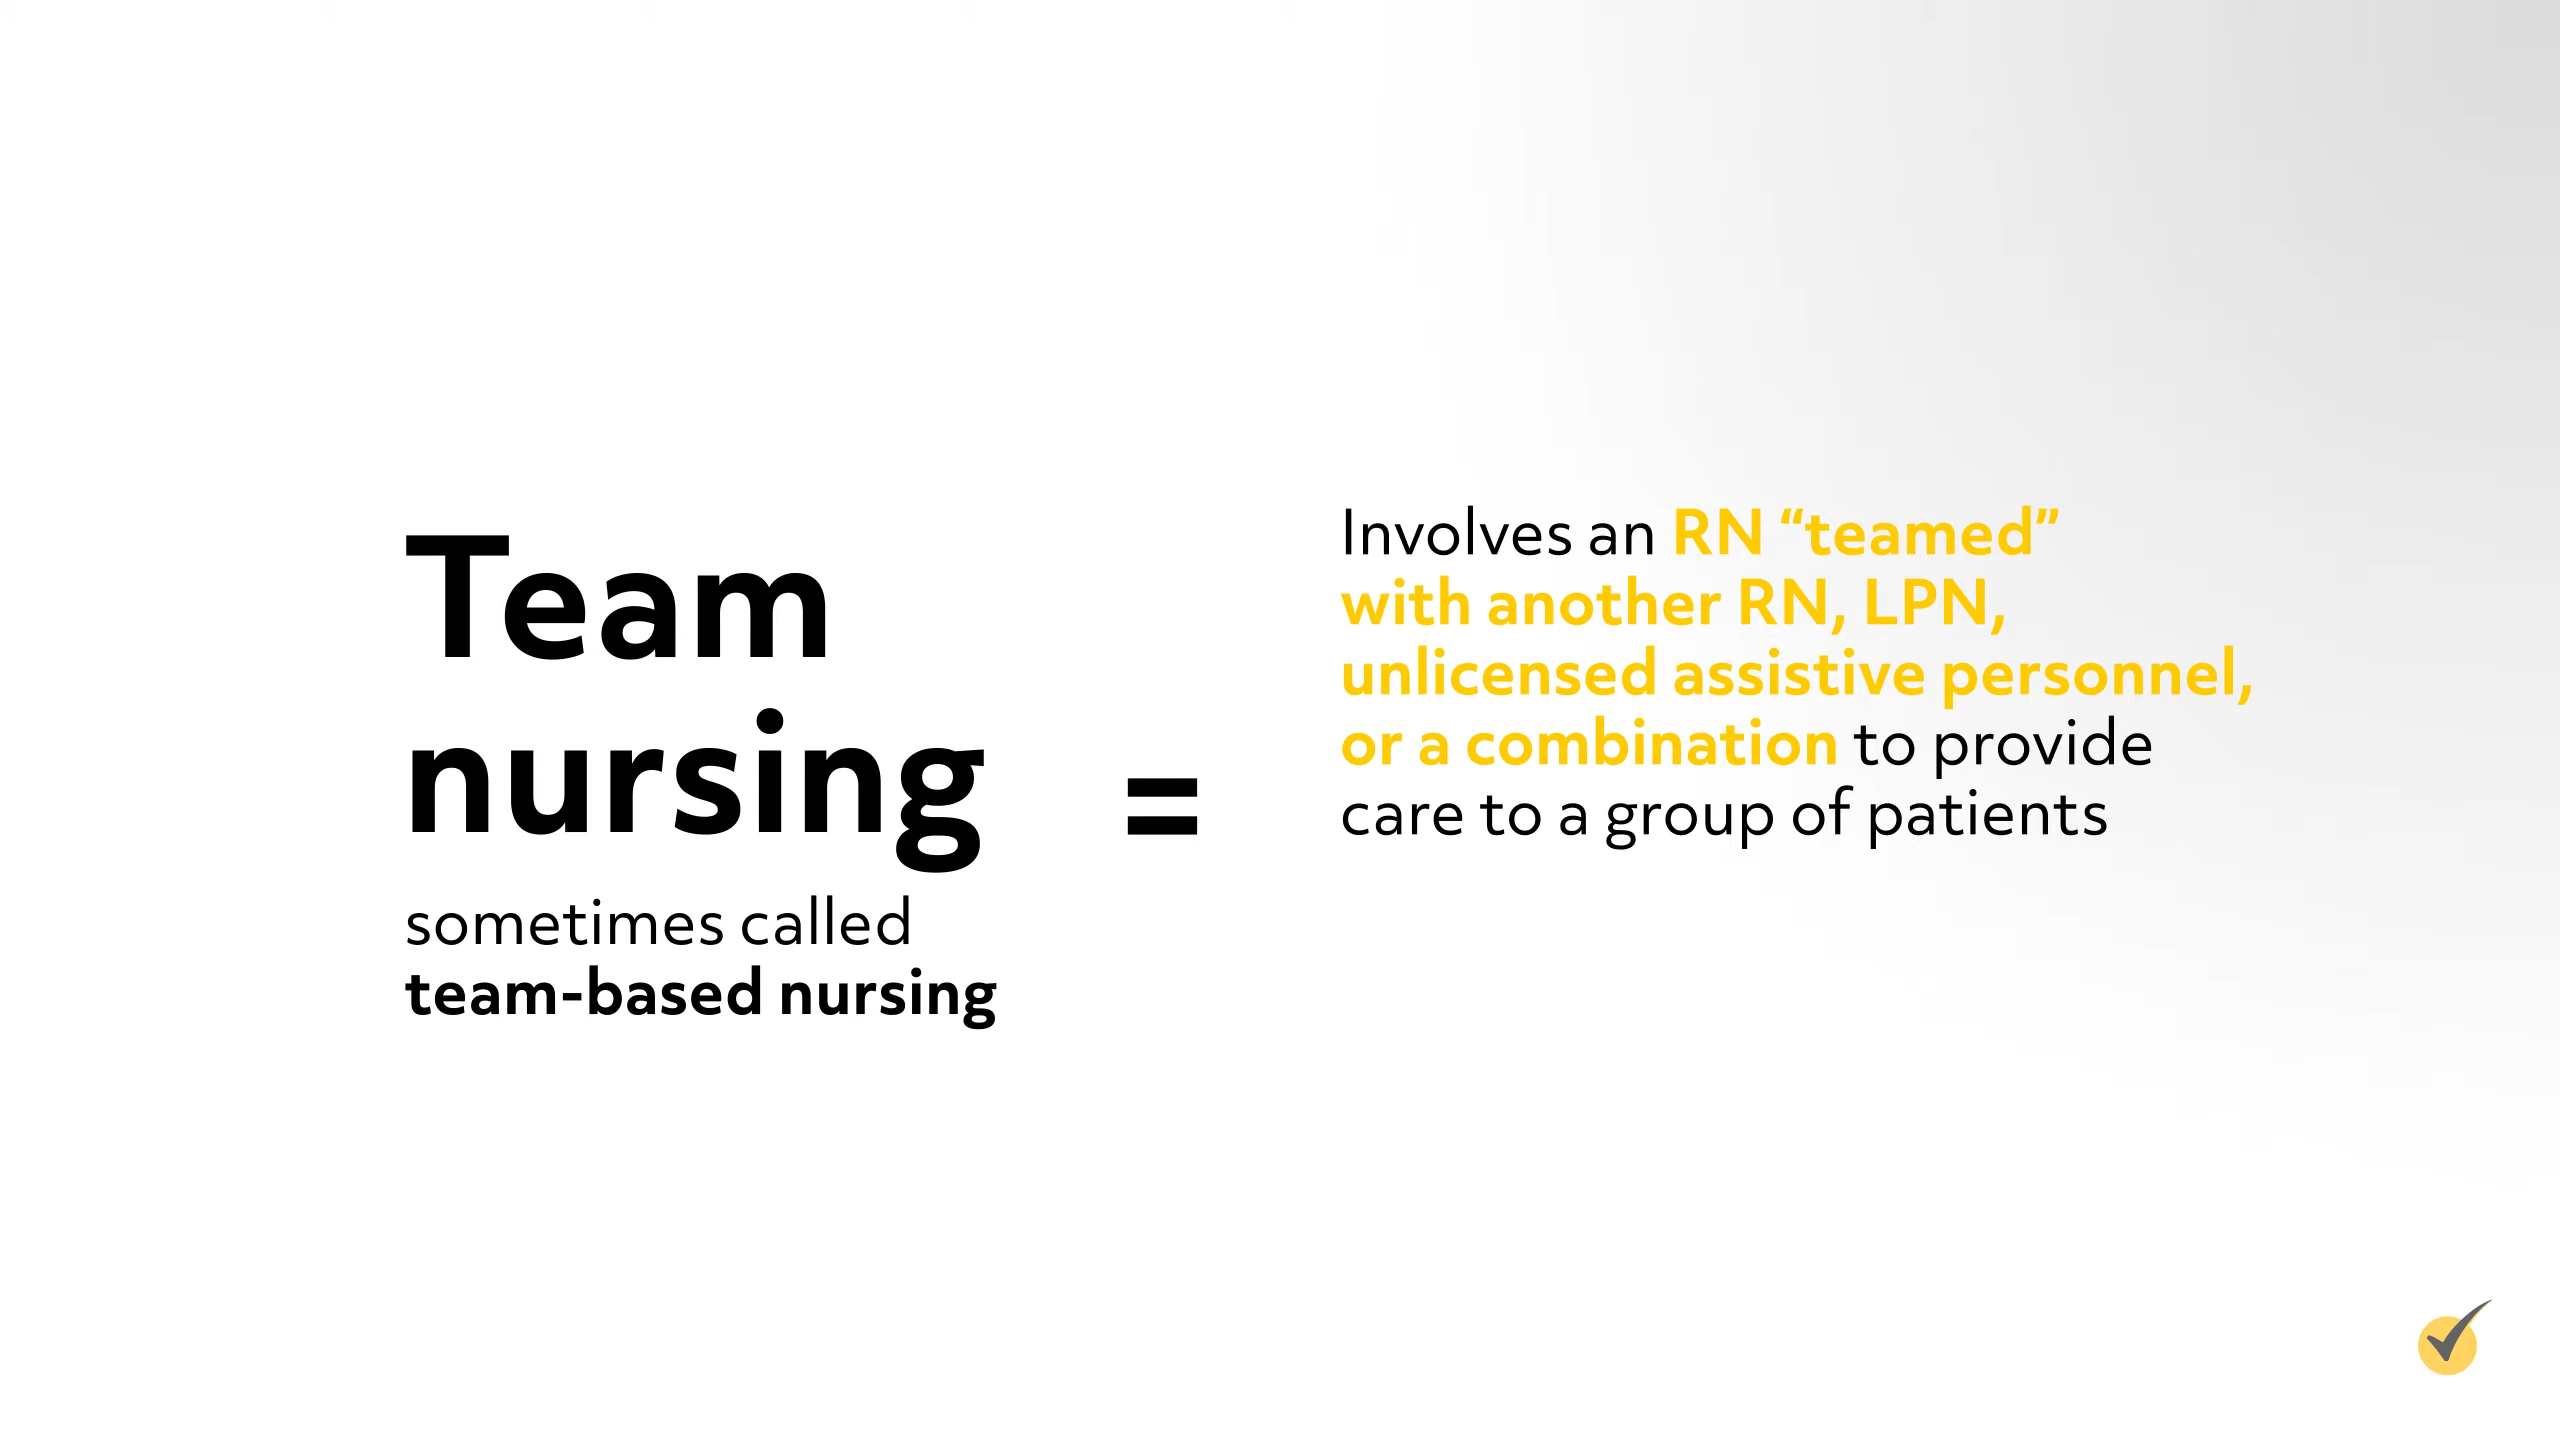 Team
nursing
sometimes called
team-based nursing
=
Involves an RN “teamed”
with another RN, LPN,
unlicensed assistive personnel,
or a combination to provide
care to a group of patients